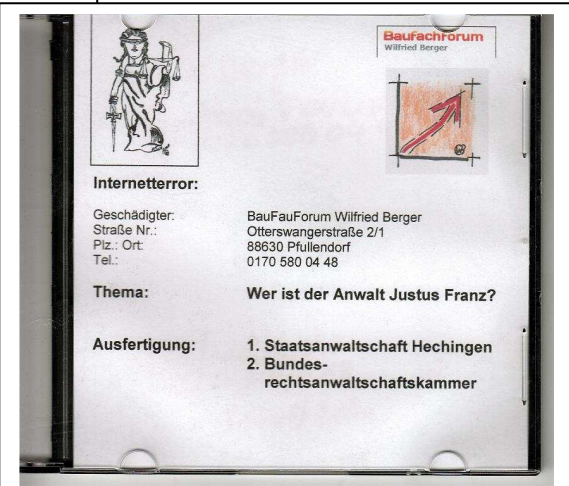 BaufachForum
Wilfried Berger
Internetterror:
Geschädigter: BauFauForum Wilfried Berger
Straße Nr.: Otterswangerstraße 2/1
Plz.: Ort: 88630 Pfullendorf
Tel.: 0170 580 04 48
Thema: Wer ist der Anwalt Justus Franz?
Ausfertigung: 1. Staatsanwaltschaft Hechingen
2. Bundes-
rechtsanwaltschaftskammer